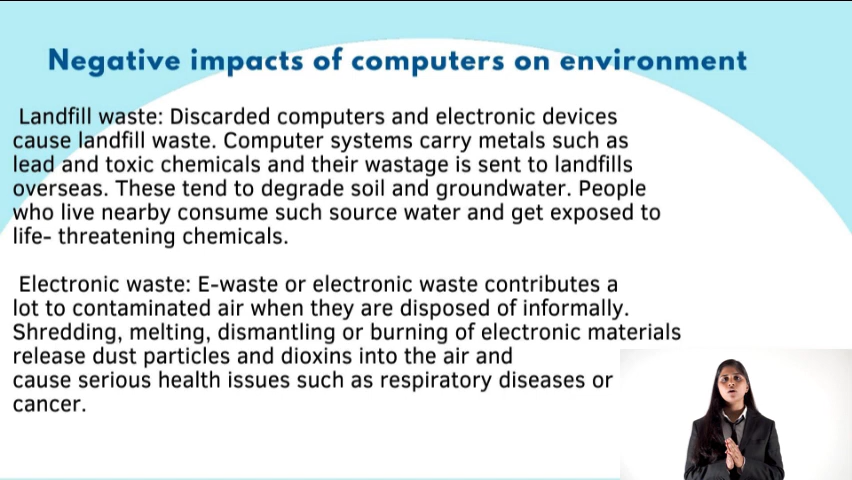 Negative impacts of computers on environment
Landfill waste: Discarded computers and electronic devices
cause landfill waste. Computer systems carry metals such as
lead and toxic chemicals and their wastage is sent to landfills
overseas. These tend to degrade soil and groundwater. People
who live nearby consume such source water and get exposed to
life- threatening chemicals.
Electronic waste: E-waste or electronic waste contributes a
lot to contaminated air when they are disposed of informally.
Shredding, melting, dismantling or burning of electronic materials
release dust particles and dioxins into the air and
cause serious health issues such as respiratory diseases or
cancer.